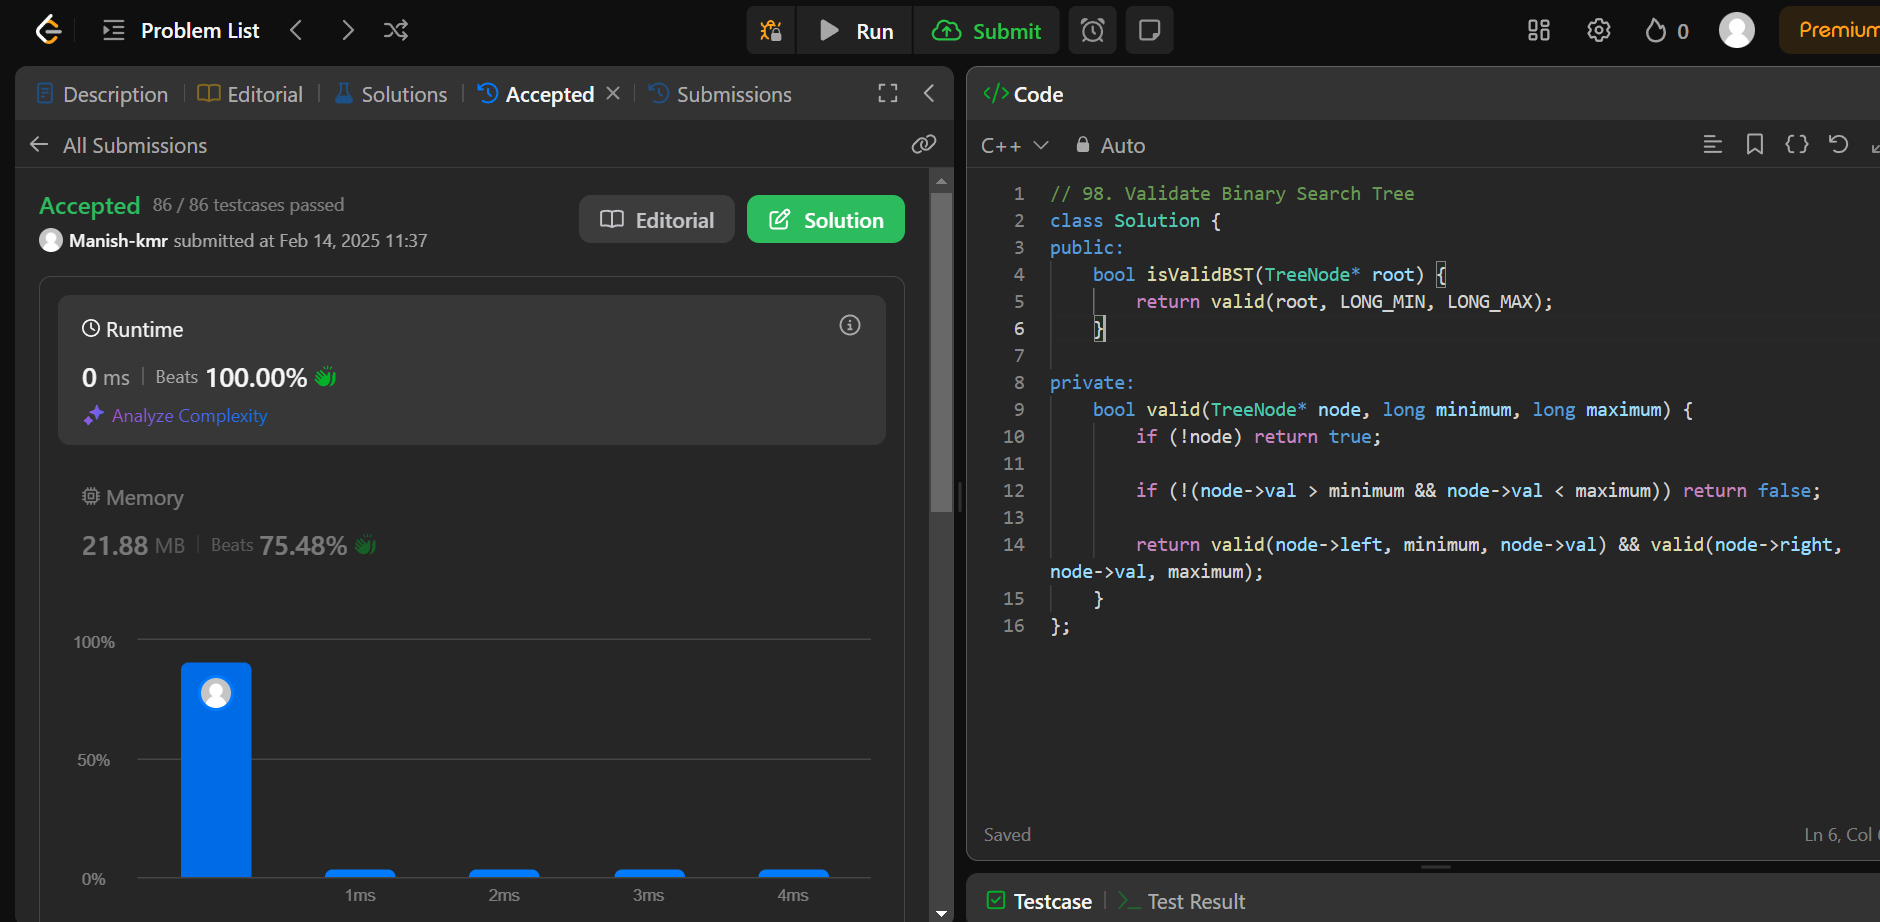 Problem List
Run
Submit
0
Premium
Description
Editorial
Solutions
Accepted
Submissions
All Submissions
Accepted 86 / 86 testcases passed
Manish-kmr submitted at Feb 14, 2025 11:37
Editorial
Solution
Runtime
0 ms
Beats 100.00%
Analyze Complexity
Memory
21.88 MB
Beats 75.48%
100%
50%
0%
1ms
2ms
3ms
4ms
</> Code
C++
Auto
1 // 98. Validate Binary Search Tree
2 class Solution {
3 public:
4 bool isValidBST(TreeNode* root) {
5 return valid(root, LONG_MIN, LONG_MAX);
6 }
7
8 private:
9 bool valid(TreeNode* node, long minimum, long maximum) {
10 if (!node) return true;
11
12 if (!(node->val > minimum && node->val < maximum)) return false;
13
14 return valid(node->left, minimum, node->val) && valid(node->right,
node->val, maximum);
15 }
16 };
Saved
Ln 6, Col
Testcase
Test Result